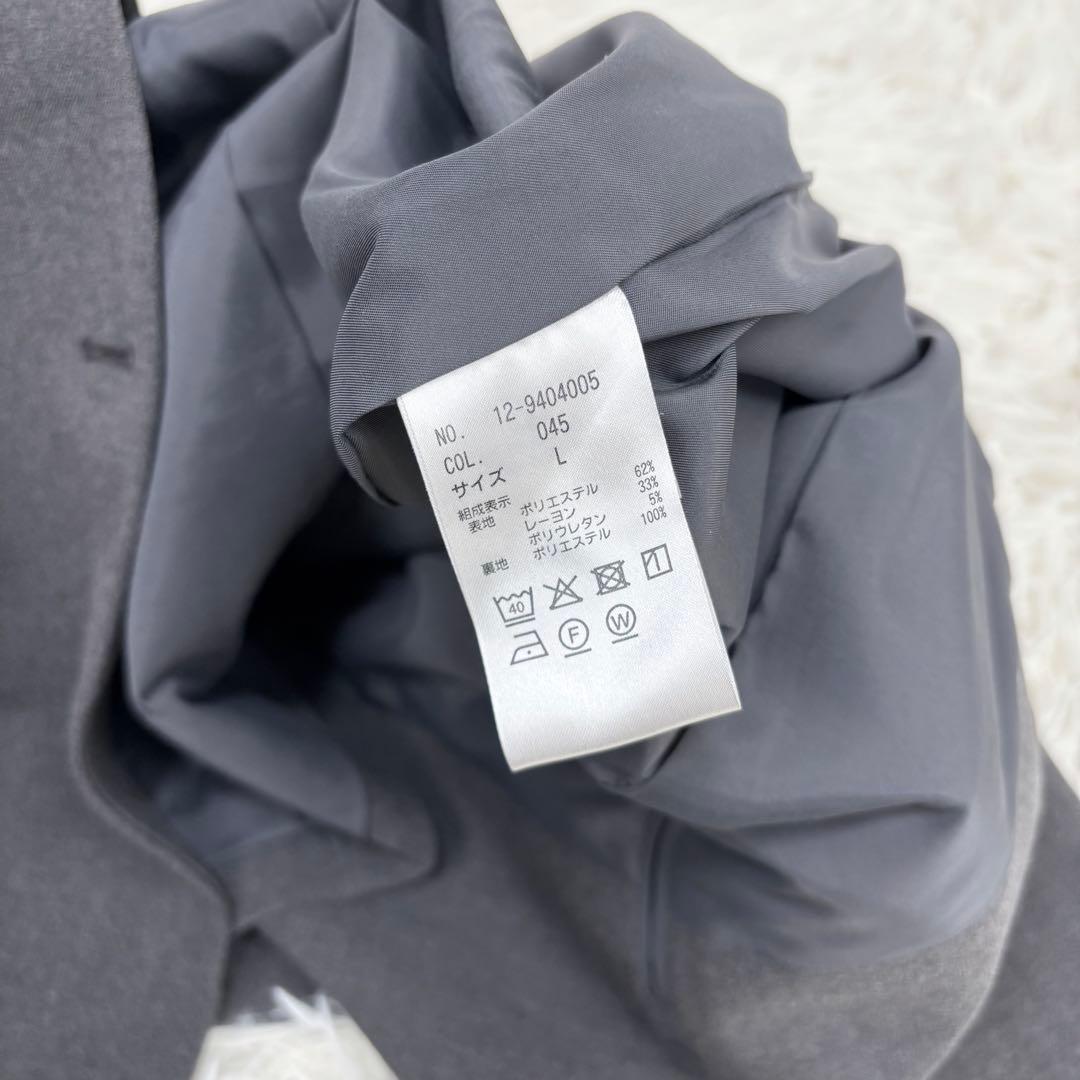 NO. 12-9404005
COL. 045
サイズ L
組成表示
表地 ポリエステル 62%
レーヨン 33%
ポリウレタン 5%
裏地 ポリエステル 100%
40
F W